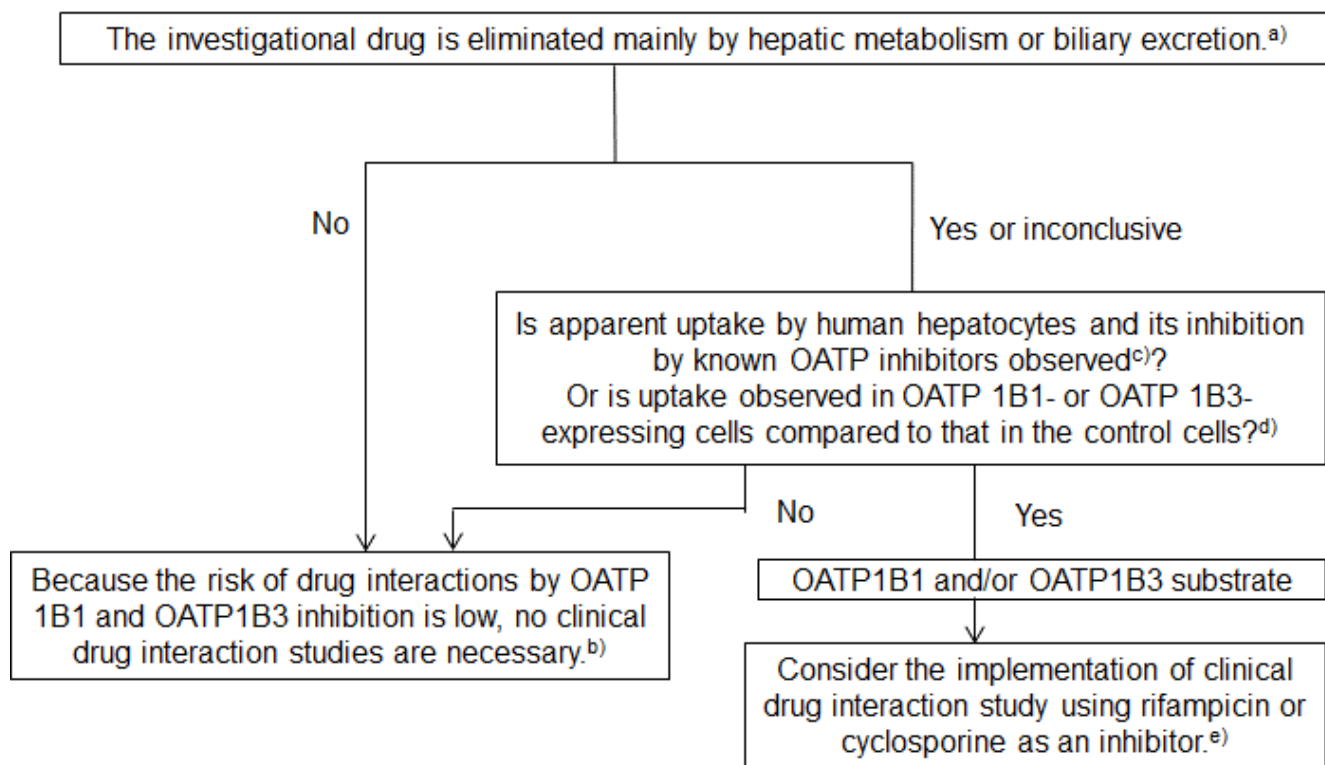 The investigational drug is eliminated mainly by hepatic metabolism or biliary excretion.a)
No
Yes or inconclusive
Is apparent uptake by human hepatocytes and its inhibition
by known OATP inhibitors observedc)?
Or is uptake observed in OATP 1B1- or OATP 1B3-
expressing cells compared to that in the control cells?d)
No
Yes
Because the risk of drug interactions by OATP
1B1 and OATP1B3 inhibition is low, no clinical
drug interaction studies are necessary.b)
OATP1B1 and/or OATP1B3 substrate
Consider the implementation of clinical
drug interaction study using rifampicin or
cyclosporine as an inhibitor.e)